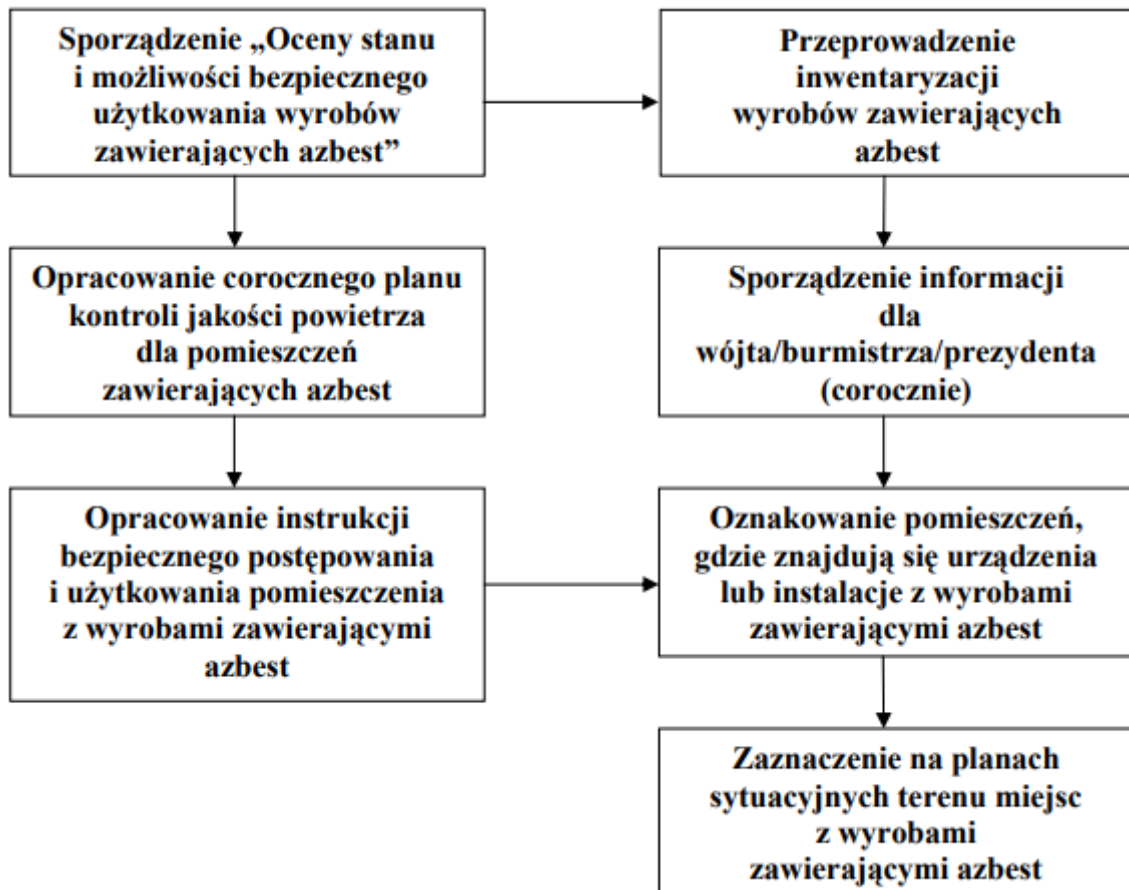 Sporządzenie „Oceny stanu
i możliwości bezpiecznego
użytkowania wyrobów
zawierających azbest”
Przeprowadzenie
inwentaryzacji
wyrobów zawierających
azbest
Opracowanie corocznego planu
kontroli jakości powietrza
dla pomieszczeń
zawierających azbest
Sporządzenie informacji
dla
wójta/burmistrza/prezydenta
(corocznie)
Opracowanie instrukcji
bezpiecznego postępowania
i użytkowania pomieszczenia
z wyrobami zawierającymi
azbest
Oznakowanie pomieszczeń,
gdzie znajdują się urządzenia
lub instalacje z wyrobami
zawierającymi azbest
Zaznaczenie na planach
sytuacyjnych terenu miejsc
z wyrobami
zawierającymi azbest